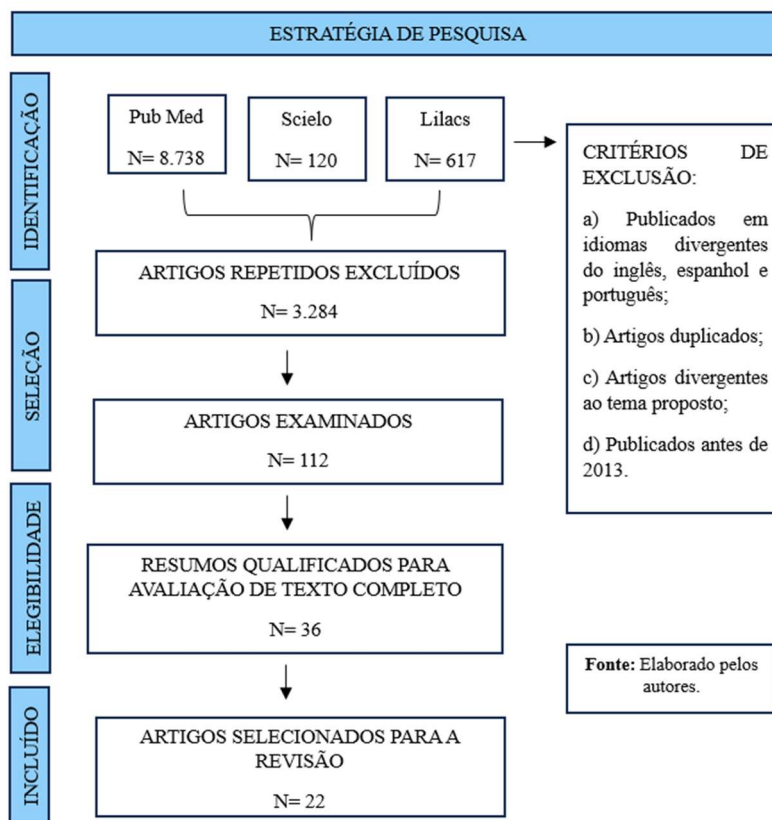 ESTRATÉGIA DE PESQUISA
IDENTIFICAÇÃO
Pub Med
N= 8.738
Scielo
N= 120
Lilacs
N= 617
CRITÉRIOS DE
EXCLUSÃO:
a) Publicados em
idiomas divergentes
do inglês, espanhol e
português;
b) Artigos duplicados;
c) Artigos divergentes
ao tema proposto;
d) Publicados antes de
2013.
ARTIGOS REPETIDOS EXCLUÍDOS
N= 3.284
SELEÇÃO
ARTIGOS EXAMINADOS
N= 112
ELEGIBILIDADE
RESUMOS QUALIFICADOS PARA
AVALIAÇÃO DE TEXTO COMPLETO
N= 36
Fonte: Elaborado pelos
autores.
INCLUÍDO
ARTIGOS SELECIONADOS PARA A
REVISÃO
N= 22